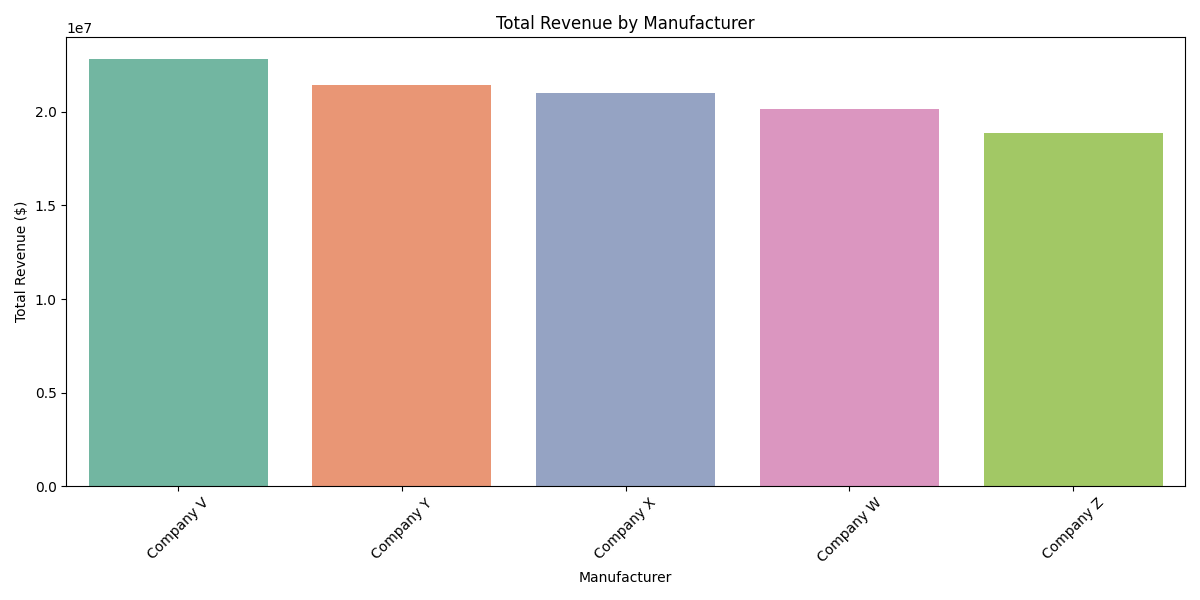 Total Revenue by Manufacturer
1e7
2.0
1.5
1.0
0.5
0.0
Total Revenue ($)
Company V
Company Y
Company X
Company W
Company Z
Manufacturer